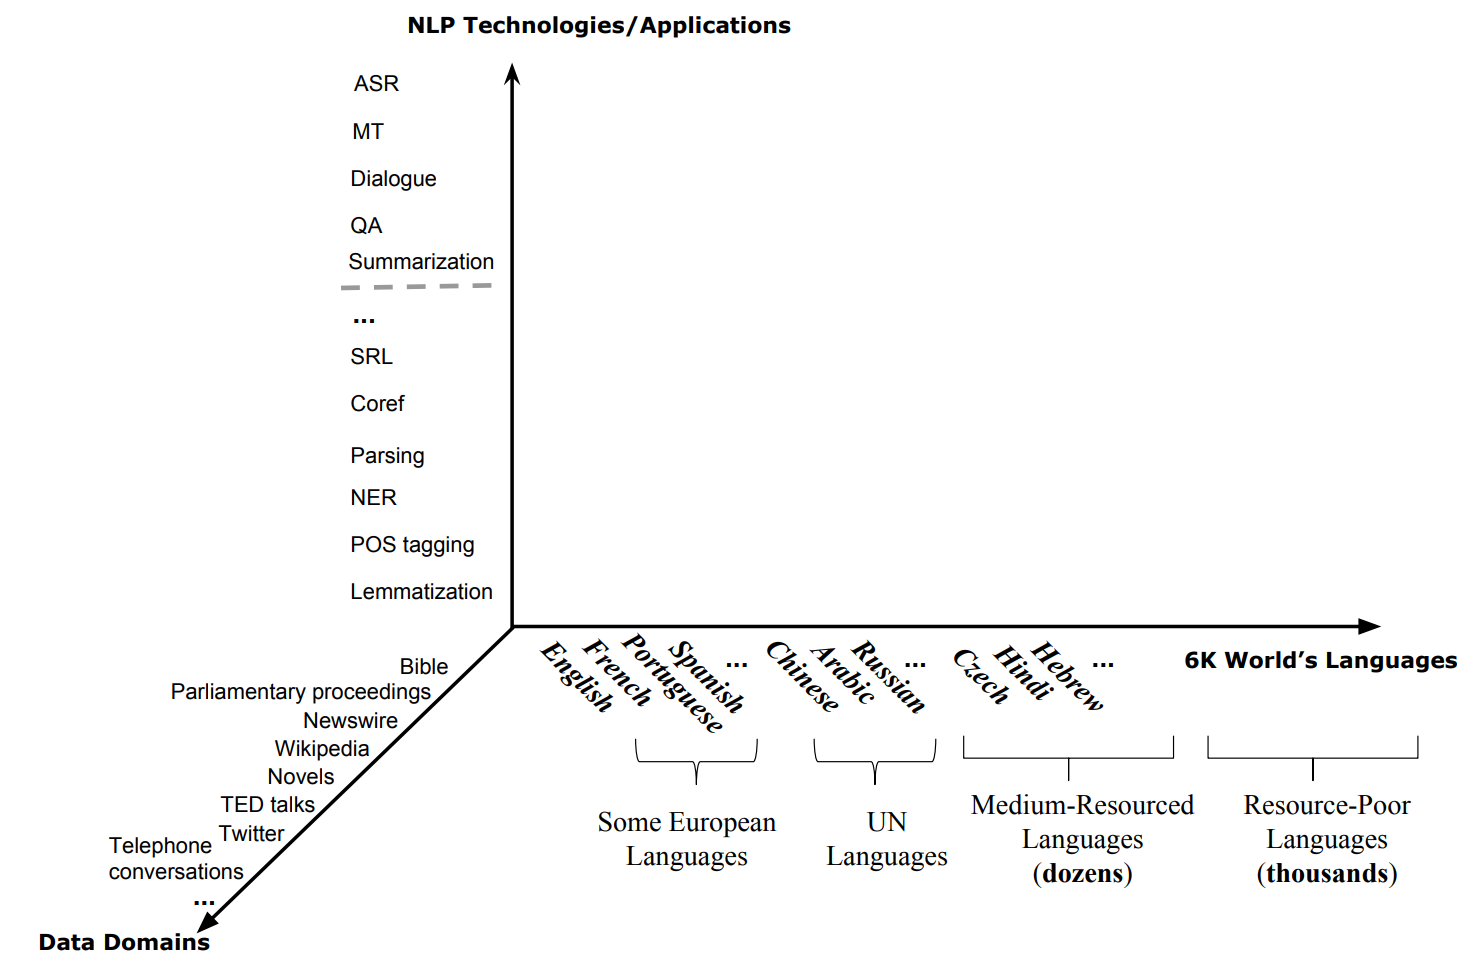 NLP Technologies/Applications
ASR
MT
Dialogue
QA
Summarization
...
SRL
Coref
Parsing
NER
POS tagging
Lemmatization
Bible
Parliamentary proceedings
Newswire
Wikipedia
Novels
TED talks
Twitter
Telephone
conversations
...
Data Domains
English
French
Portuguese
Spanish
...
Chinese
Arabic
Russian
...
Czech
Hindi
Hebrew
...
6K World's Languages
Some European
Languages
UN
Languages
Medium-Resourced
Languages
(dozens)
Resource-Poor
Languages
(thousands)